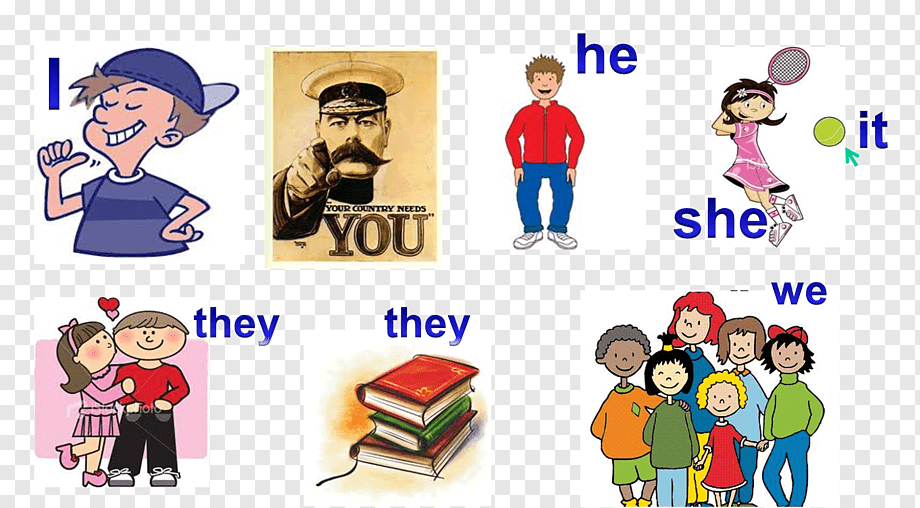 I
he
it
she
"YOUR COUNTRY NEEDS
YOU"
they
they
we